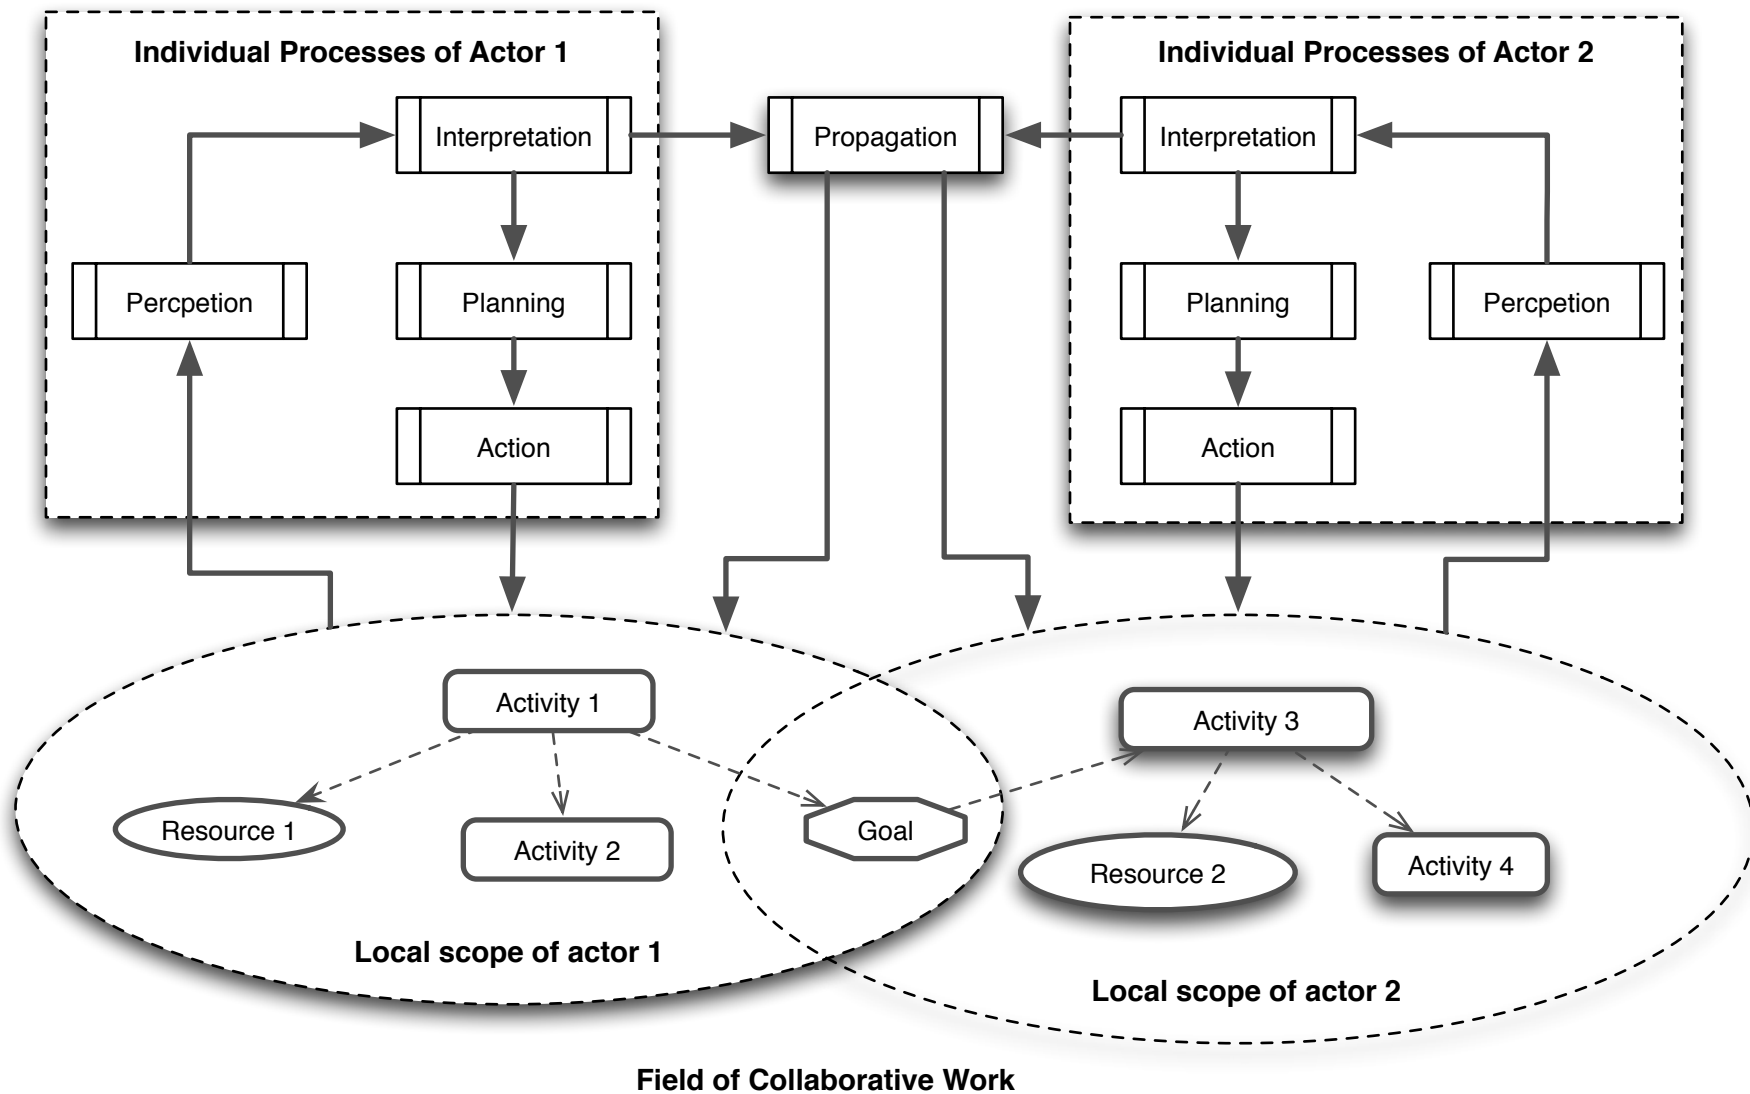 Individual Processes of Actor 1
Individual Processes of Actor 2
Interpretation
Propagation
Interpretation
Percpetion
Planning
Planning
Percpetion
Action
Action
Activity 1
Activity 3
Resource 1
Activity 2
Goal
Resource 2
Activity 4
Local scope of actor 1
Local scope of actor 2
Field of Collaborative Work